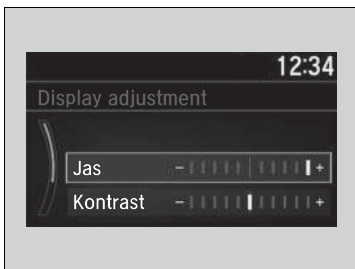 12:34
Display adjustment
Jas - +
Kontrast - +